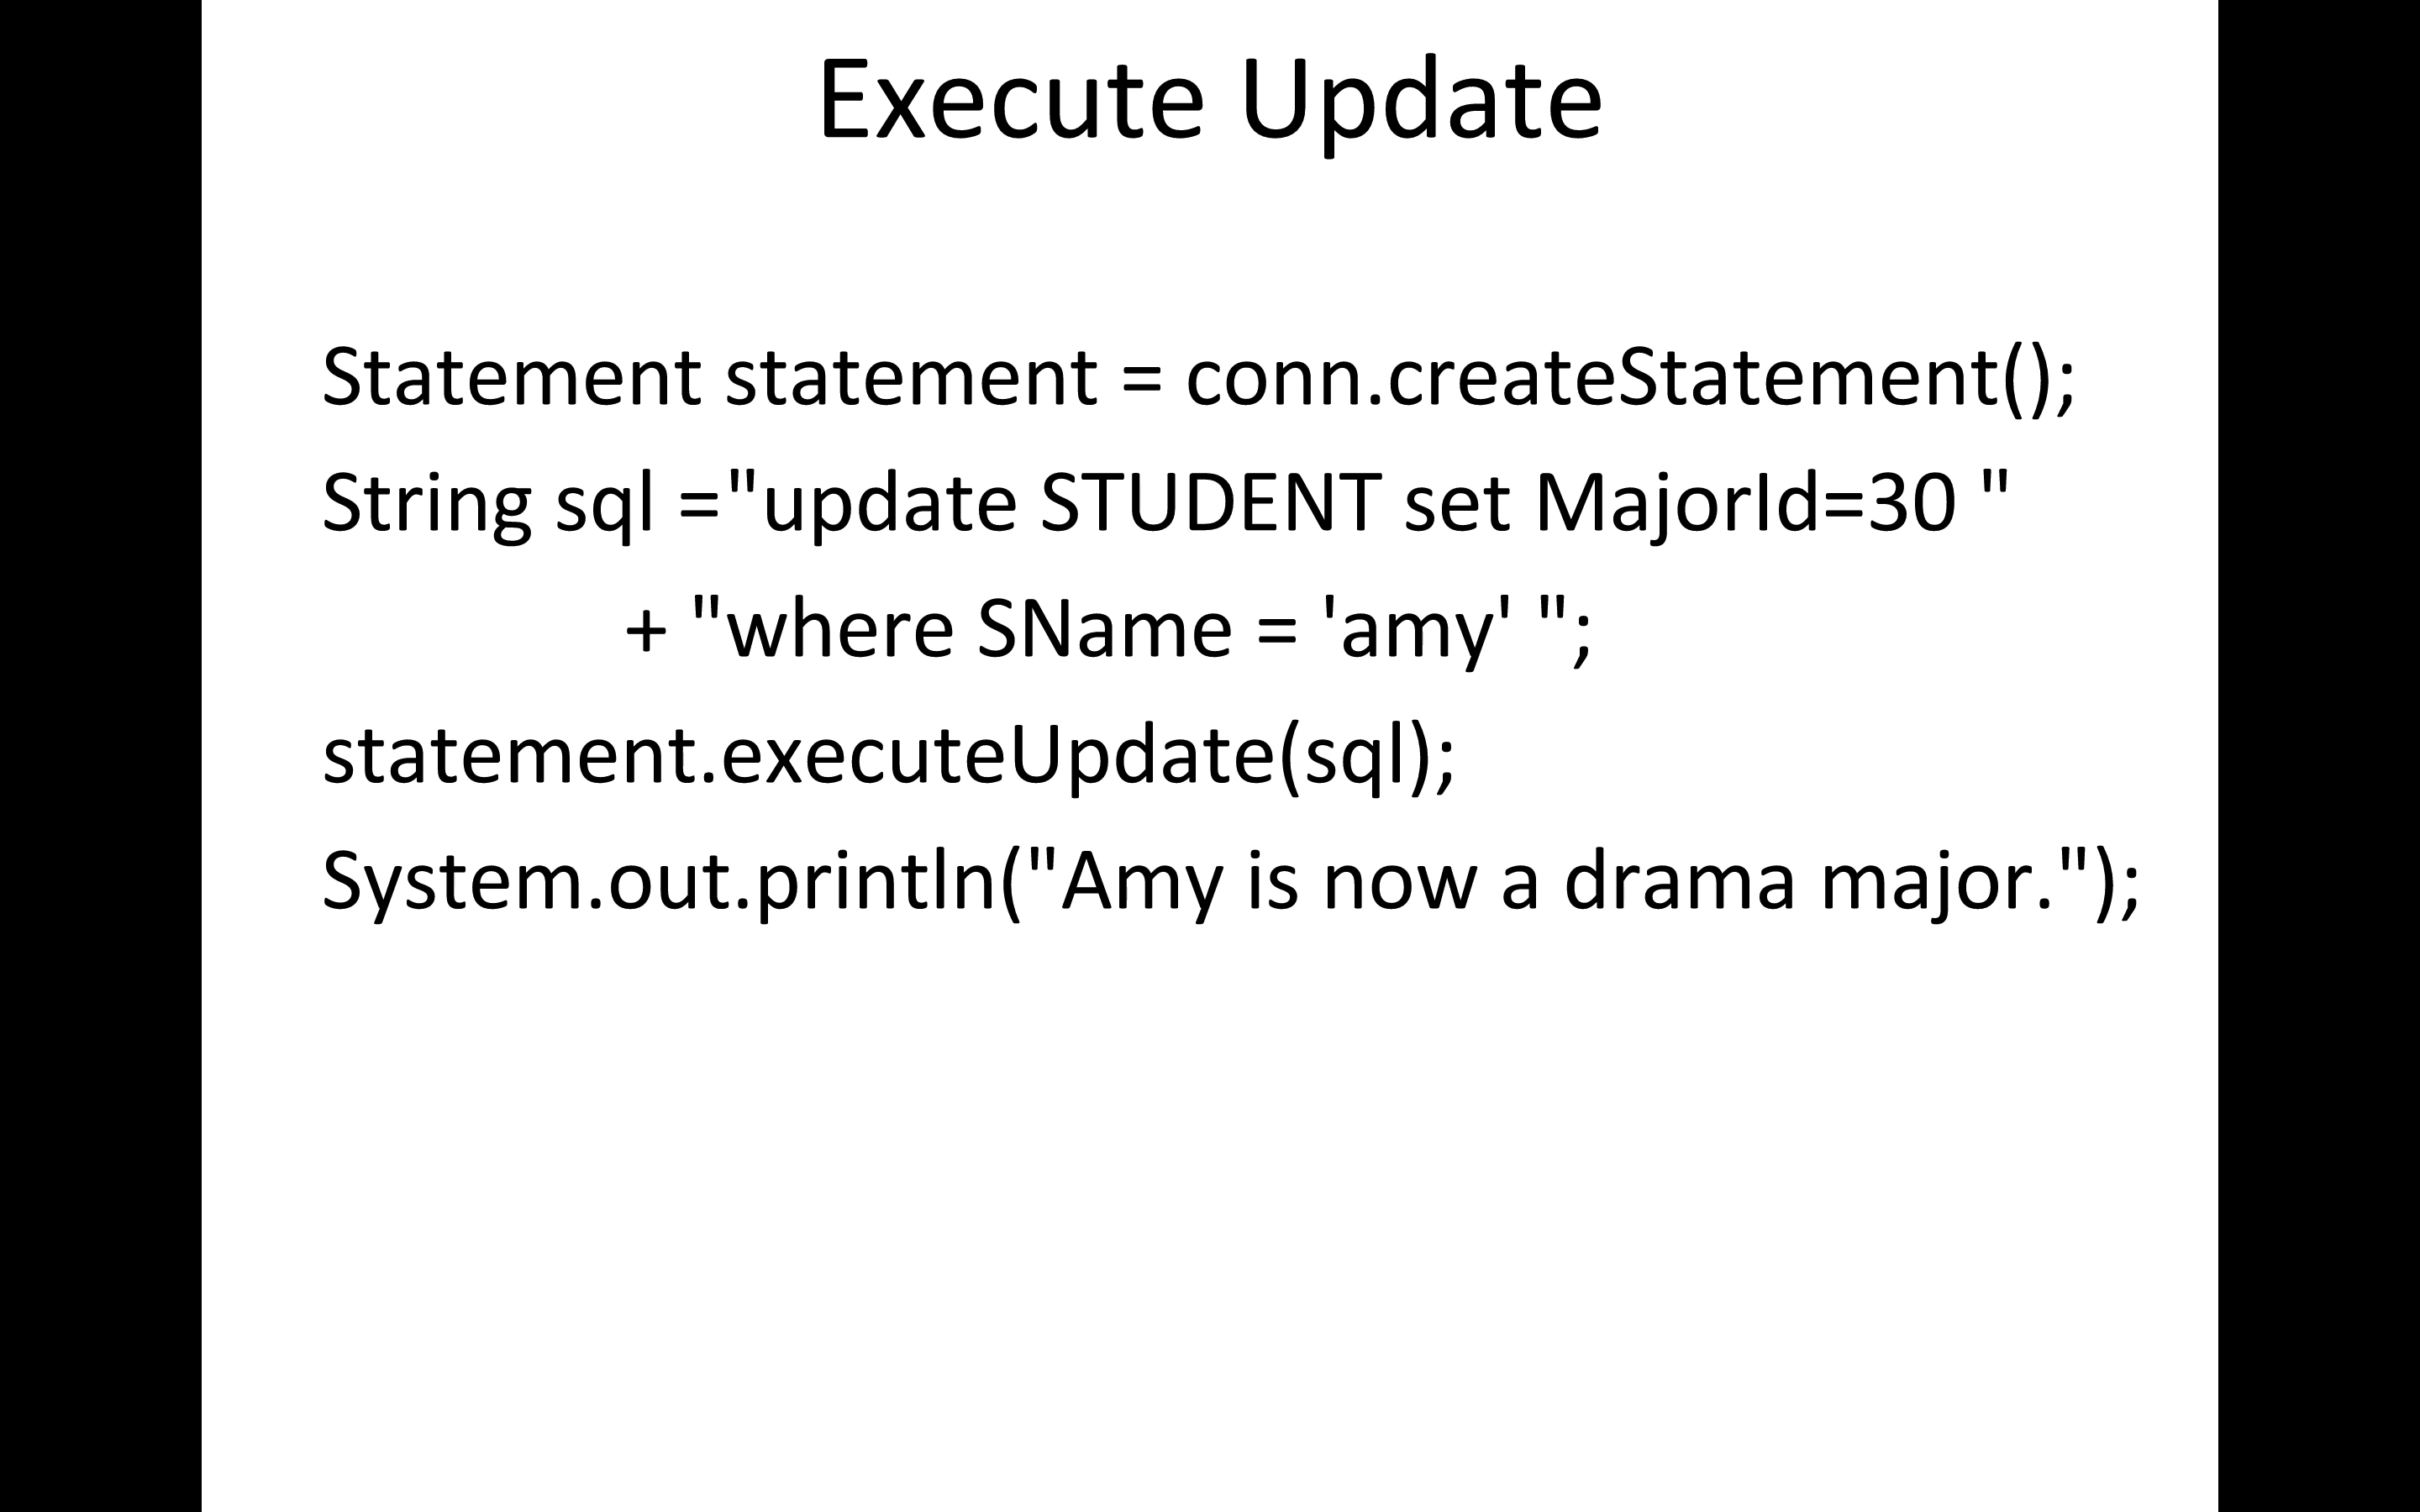 Execute Update
Statement statement = conn.createStatement();
String sql ="update STUDENT set MajorId=30 "
+ "where SName = 'amy' ";
statement.executeUpdate(sql);
System.out.println("Amy is now a drama major.");